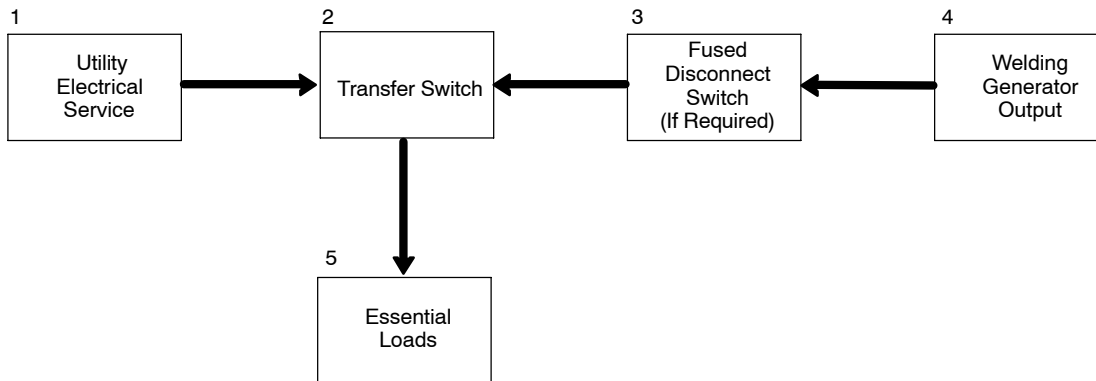 1
Utility
Electrical
Service
2
Transfer Switch
3
Fused
Disconnect
Switch
(If Required)
4
Welding
Generator
Output
5
Essential
Loads